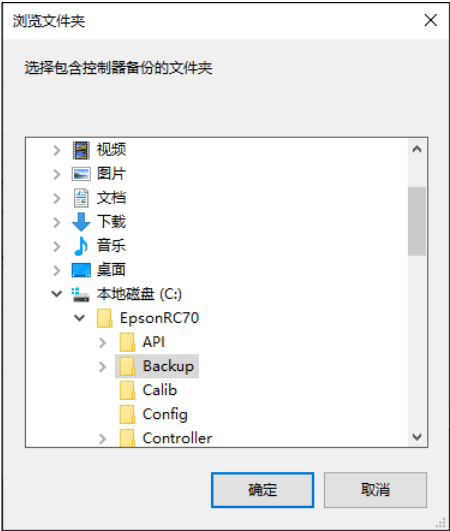 浏览文件夹
选择包含控制器备份的文件夹
视频
图片
文档
下载
音乐
桌面
本地磁盘 (C:)
EpsonRC70
API
Backup
Calib
Config
Controller
确定 取消